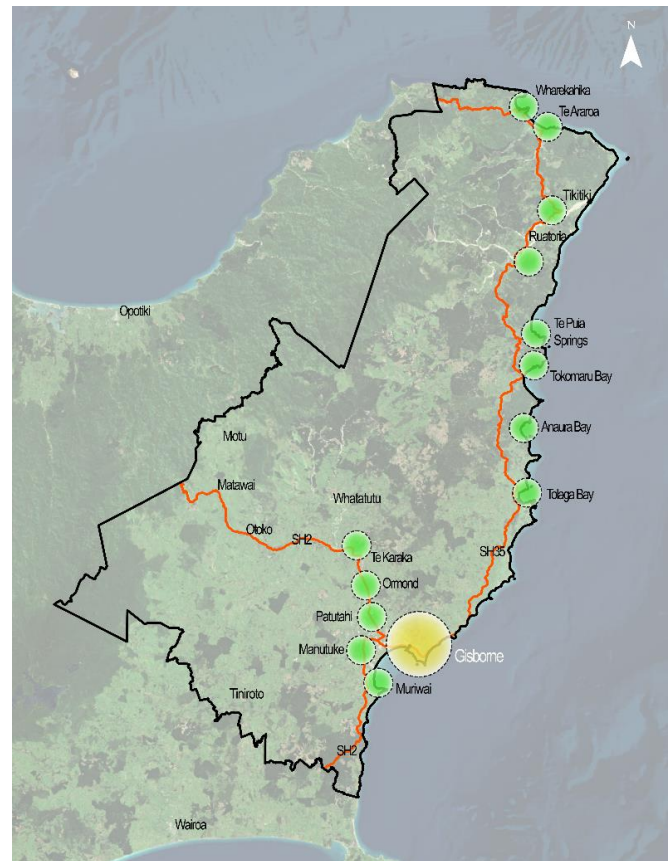 N
Wharekahika
Te Araroa
Tikitiki
Ruatoria
Opotiki
Te Puia
Springs
Tokomaru Bay
Anaura Bay
Motu
Matawai
Whatatutu
Tolaga Bay
Otoko
SH2
Te Karaka
SH35
Ormond
Patutahi
Manutuke
Gisborne
Muriwai
Tiniroto
SH2
Wairoa